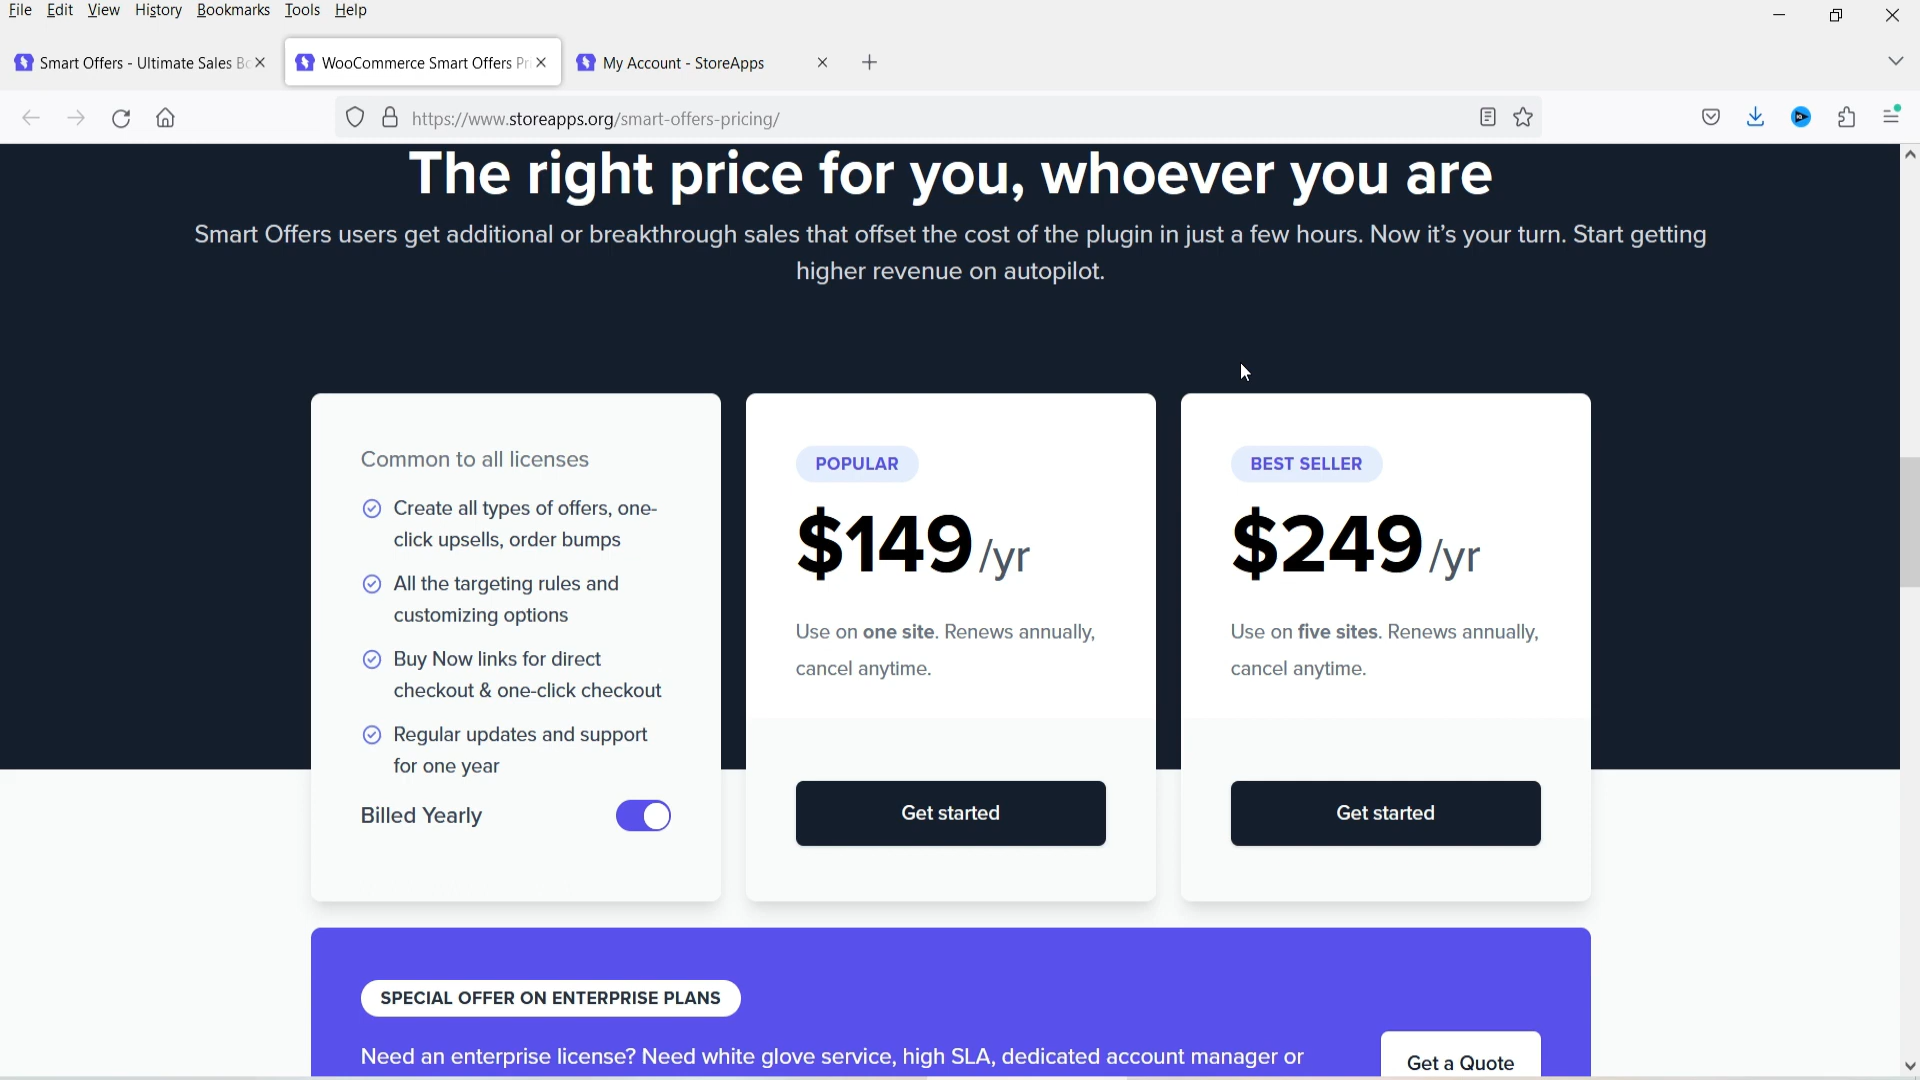 File Edit View History Bookmarks Tools Help
Smart Offers - Ultimate Sales Bo
WooCommerce Smart Offers Pri
My Account - StoreApps
https://www.storeapps.org/smart-offers-pricing/
The right price for you, whoever you are
Smart Offers users get additional or breakthrough sales that offset the cost of the plugin in just a few hours. Now it's your turn. Start getting
higher revenue on autopilot.
Common to all licenses
Create all types of offers, one-
click upsells, order bumps
All the targeting rules and
customizing options
Buy Now links for direct
checkout & one-click checkout
Regular updates and support
for one year
Billed Yearly
POPULAR
$149/yr
Use on one site. Renews annually,
cancel anytime.
Get started
BEST SELLER
$249/yr
Use on five sites. Renews annually,
cancel anytime.
Get started
SPECIAL OFFER ON ENTERPRISE PLANS
Need an enterprise license? Need white glove service, high SLA, dedicated account manager or
Get a Quote